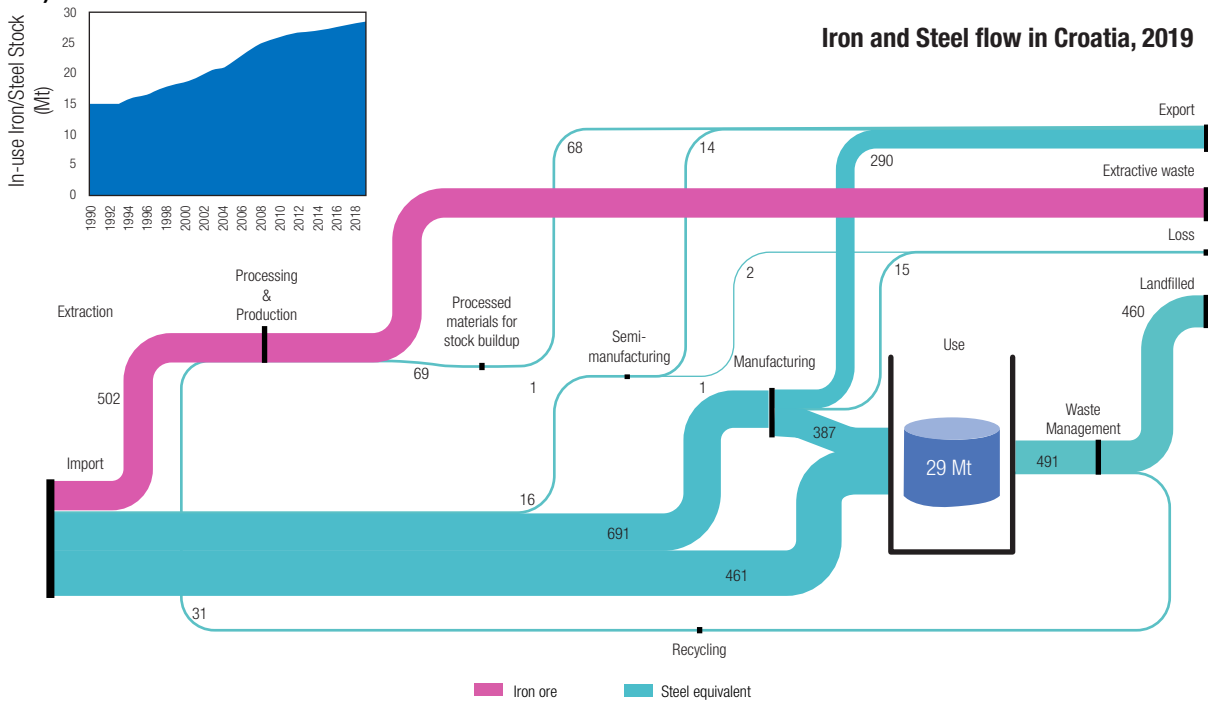 Iron and Steel flow in Croatia, 2019
In-use Iron/Steel Stock
(Mt)
30
25
20
15
10
5
0
1990
1992
1994
1996
1998
2000
2002
2004
2006
2008
2010
2012
2014
2016
2018
Export
68
14
290
Extractive waste
Loss
2
15
Processing
&
Production
Extraction
Processed
materials for
stock buildup
Semi-
manufacturing
Manufacturing
Landfilled
460
Use
502
69
1
1
387
Waste
Management
Import
29 Mt
491
16
691
461
31
Recycling
Iron ore
Steel equivalent